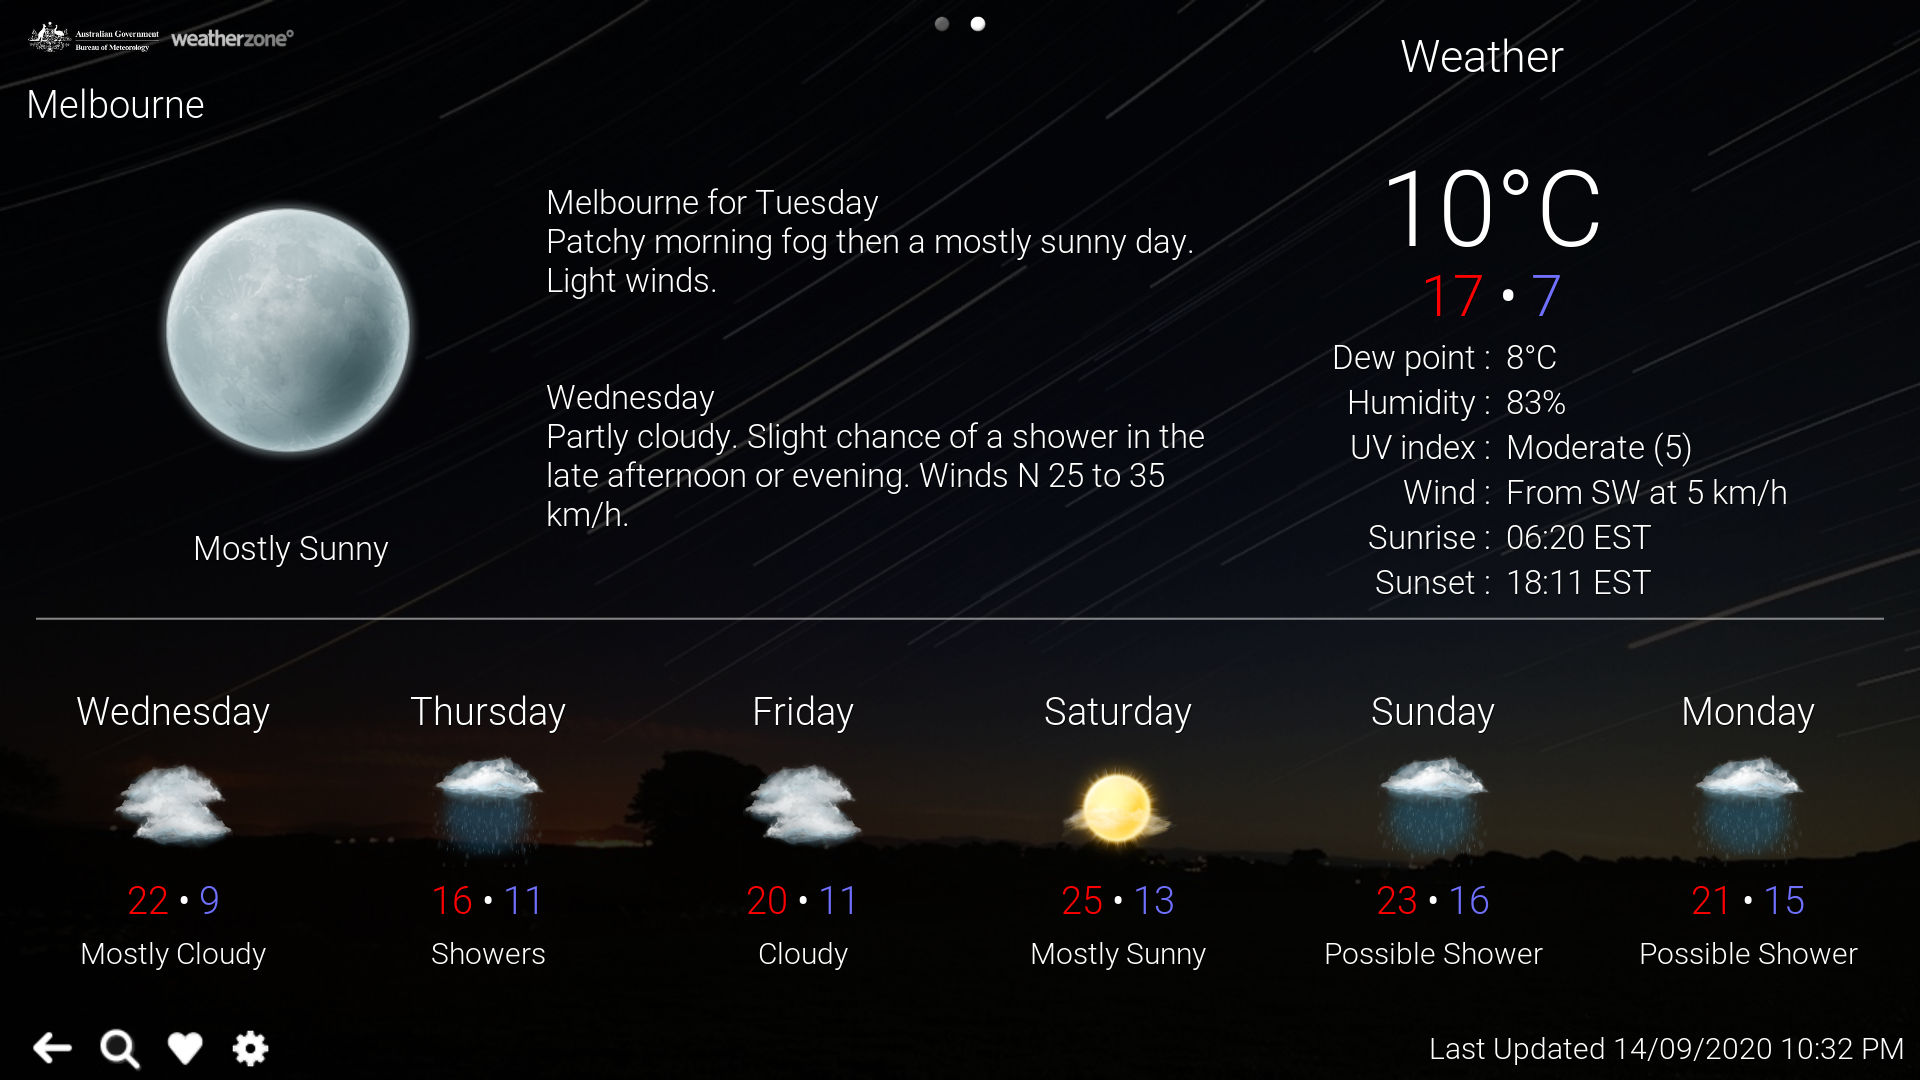 Australian Government
Bureau of Meteorology
weatherzone°
Weather
Melbourne
Melbourne for Tuesday
Patchy morning fog then a mostly sunny day.
Light winds.
Wednesday
Partly cloudy. Slight chance of a shower in the
late afternoon or evening. Winds N 25 to 35
km/h.
Mostly Sunny
10°C
17 • 7
Dew point : 8°C
Humidity : 83%
UV index : Moderate (5)
Wind : From SW at 5 km/h
Sunrise : 06:20 EST
Sunset : 18:11 EST
Wednesday
22 • 9
Mostly Cloudy
Thursday
16 • 11
Showers
Friday
20 • 11
Cloudy
Saturday
25 • 13
Mostly Sunny
Sunday
23 • 16
Possible Shower
Monday
21 • 15
Possible Shower
Last Updated 14/09/2020 10:32 PM